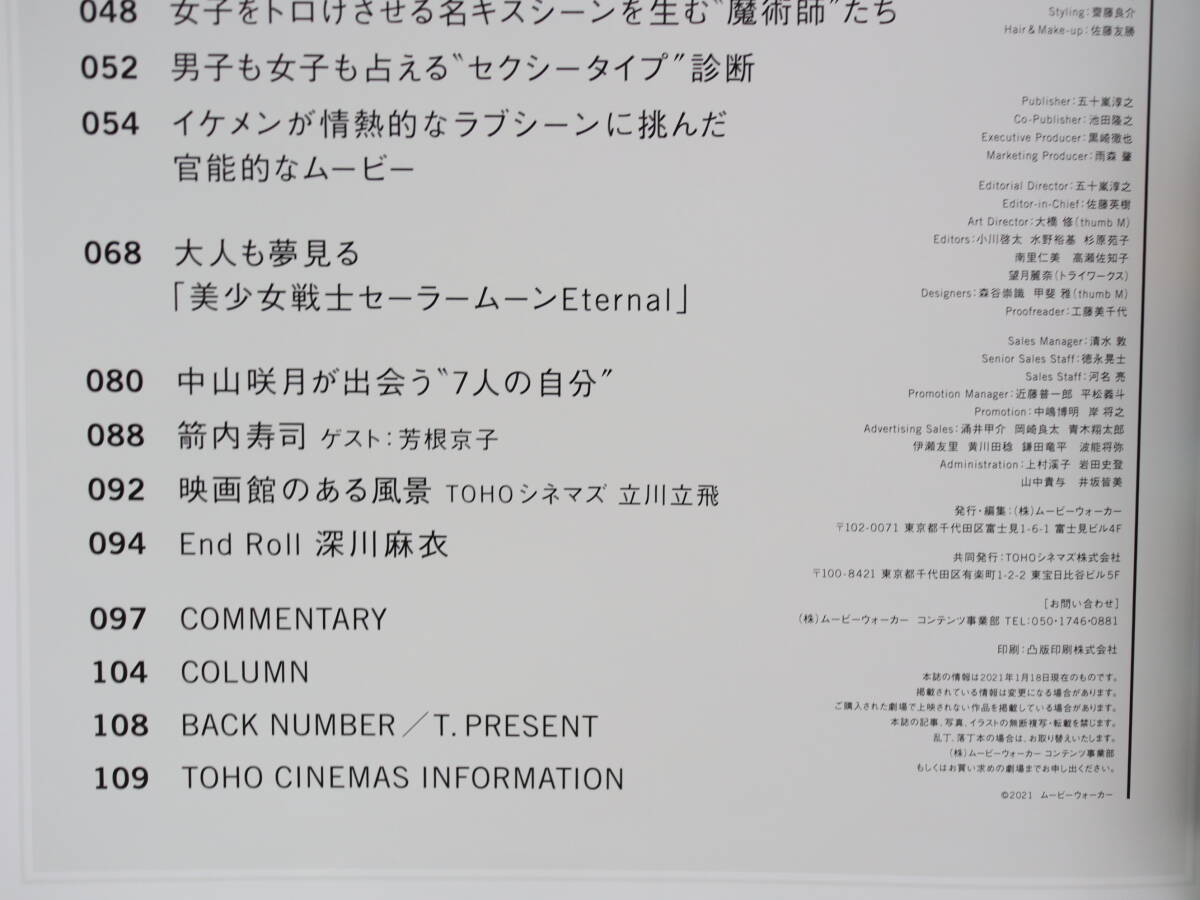 048 女子をトロけさせる名キスシーンを生む“魔術師”たち
052 男子も女子も占える“セクシータイプ”診断
054 イケメンが情熱的なラブシーンに挑んだ
官能的なムービー
068 大人も夢見る
「美少女戦士セーラームーンEternal」
080 中山咲月が出会う“7人の自分”
088 箭内寿司 ゲスト：芳根京子
092 映画館のある風景 TOHOシネマズ 立川立飛
094 End Roll 深川麻衣
097 COMMENTARY
104 COLUMN
108 BACK NUMBER／T. PRESENT
109 TOHO CINEMAS INFORMATION
Styling：齋藤良介
Hair & Make-up：佐藤友勝
Publisher：五十嵐淳之
Co-Publisher：池田隆之
Executive Producer：黒崎徹也
Marketing Producer：雨森 肇
Editorial Director：五十嵐淳之
Editor-in-Chief：佐藤英樹
Art Director：大橋 修（thumb M）
Editors：小川啓太 水野裕基 杉原苑子
南里仁美 高瀬佐知子
望月麗奈（トライワークス）
Designers：森谷崇識 甲斐 雅（thumb M）
Proofreader：工藤美千代
Sales Manager：清水 敦
Senior Sales Staff：徳永晃士
Sales Staff：河名 亮
Promotion Manager：近藤普一郎 平松義斗
Promotion：中嶋博明 岸 将之
Advertising Sales：涌井甲介 岡崎良太 青木翔太郎
伊瀬友里 黄川田稔 鎌田竜平 波能将弥
Administration：上村渓子 岩田史登
山中貴与 井坂皆美
発行・編集：（株）ムービーウォーカー
〒102-0071 東京都千代田区富士見1-6-1 富士見ビル4F
共同発行：TOHOシネマズ株式会社
〒100-8421 東京都千代田区有楽町1-2-2 東宝日比谷ビル5F
［お問い合わせ］
（株）ムービーウォーカー コンテンツ事業部 TEL：050・1746・0881
印刷：凸版印刷株式会社
本誌の情報は2021年1月18日現在のものです。
掲載されている情報は変更になる場合があります。
ご購入された劇場で上映されない作品を掲載している場合があります。
本誌の記事、写真、イラストの無断複写・転載を禁じます。
乱丁、落丁本の場合は、お取り替えいたします。
（株）ムービーウォーカー コンテンツ事業部
もしくはお買い求めの劇場までお申し出ください。
©2021 ムービーウォーカー